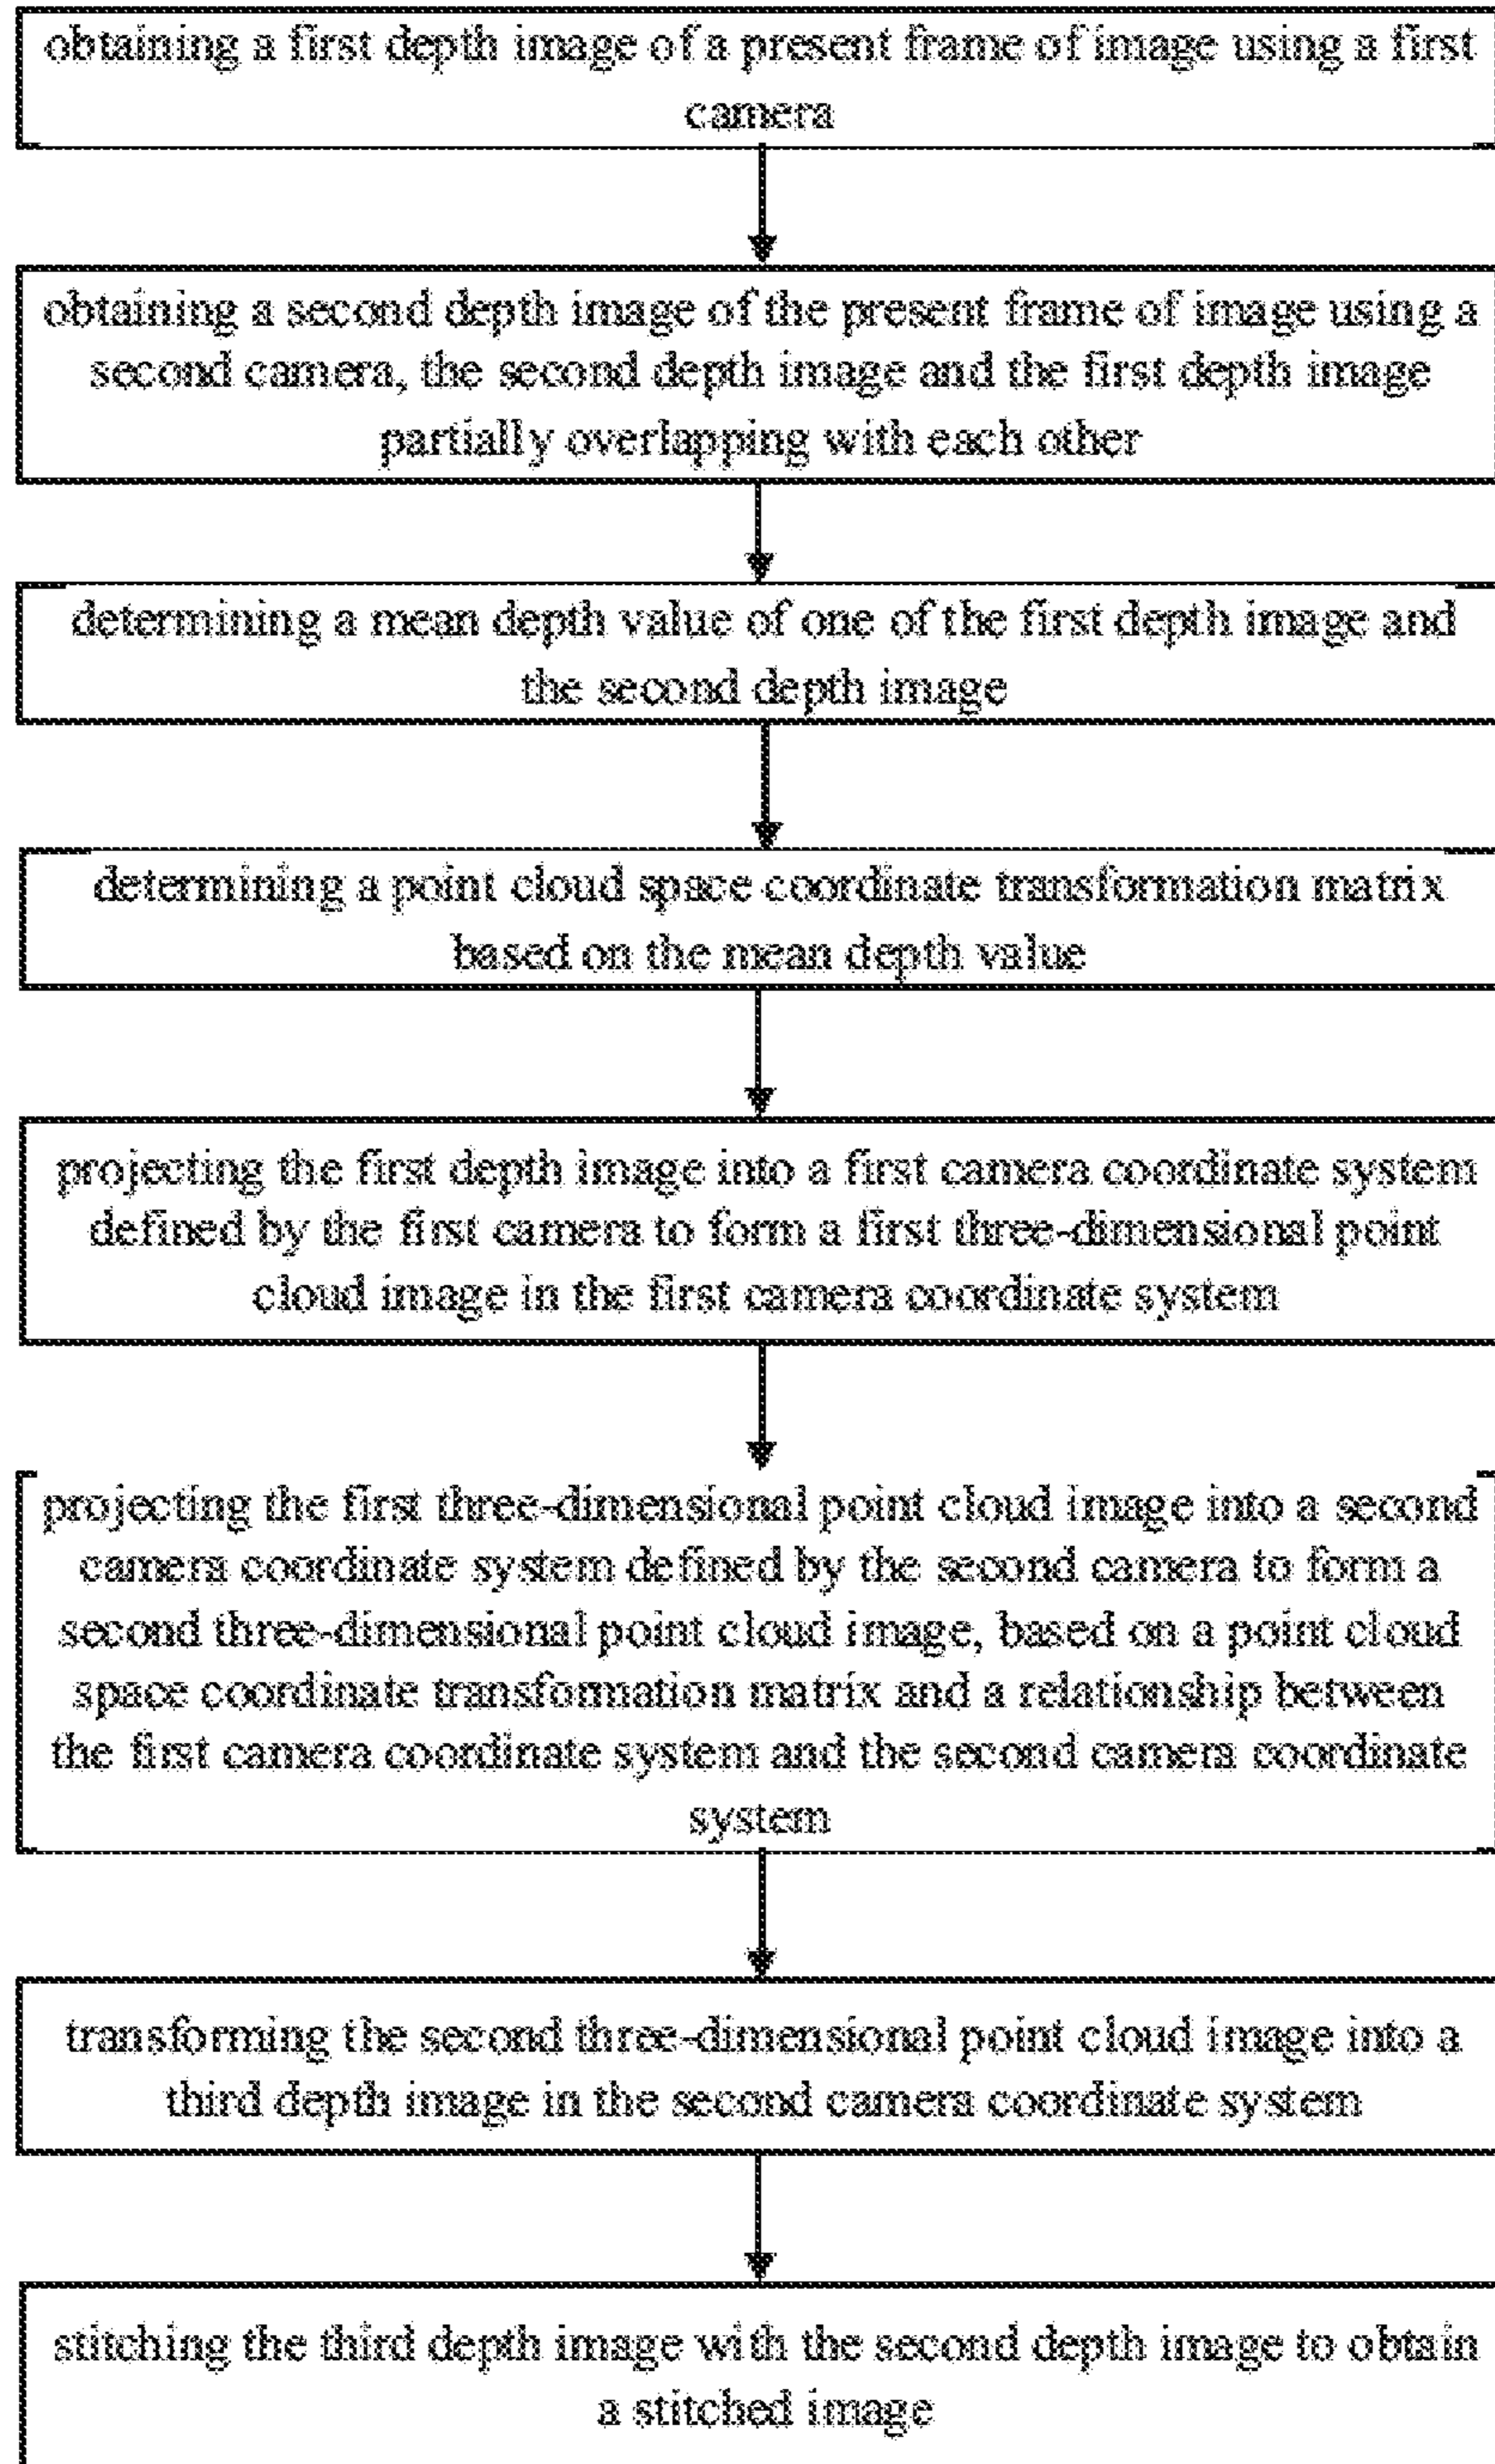 obtaining a first depth image of a present frame of image using a first
camera
obtaining a second depth image of the present frame of image using a
second camera, the second depth image and the first depth image
partially overlapping with each other
determining a mean depth value of one of the first depth image and
the second depth image
determining a point cloud space coordinate transformation matrix
based on the mean depth value
projecting the first depth image into a first camera coordinate system
defined by the first camera to form a first three-dimensional point
cloud image in the first camera coordinate system
projecting the first three-dimensional point cloud image into a second
camera coordinate system defined by the second camera to form a
second three-dimensional point cloud image, based on a point cloud
space coordinate transformation matrix and a relationship between
the first camera coordinate system and the second camera coordinate
system
transforming the second three-dimensional point cloud image into a
third depth image in the second camera coordinate system
stitching the third depth image with the second depth image to obtain
a stitched image